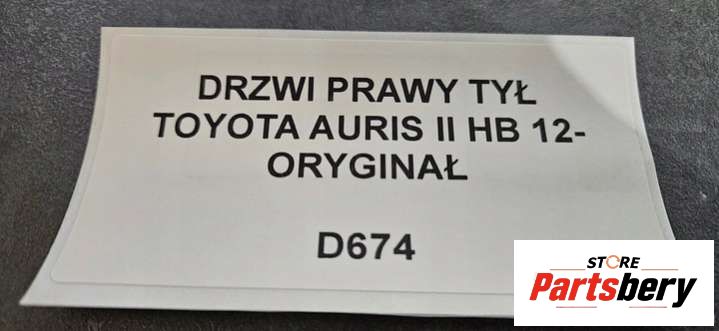 DRZWI PRAWY TYŁ
TOYOTA AURIS II HB 12-
ORYGINAŁ
D674
STORE
Partsbery